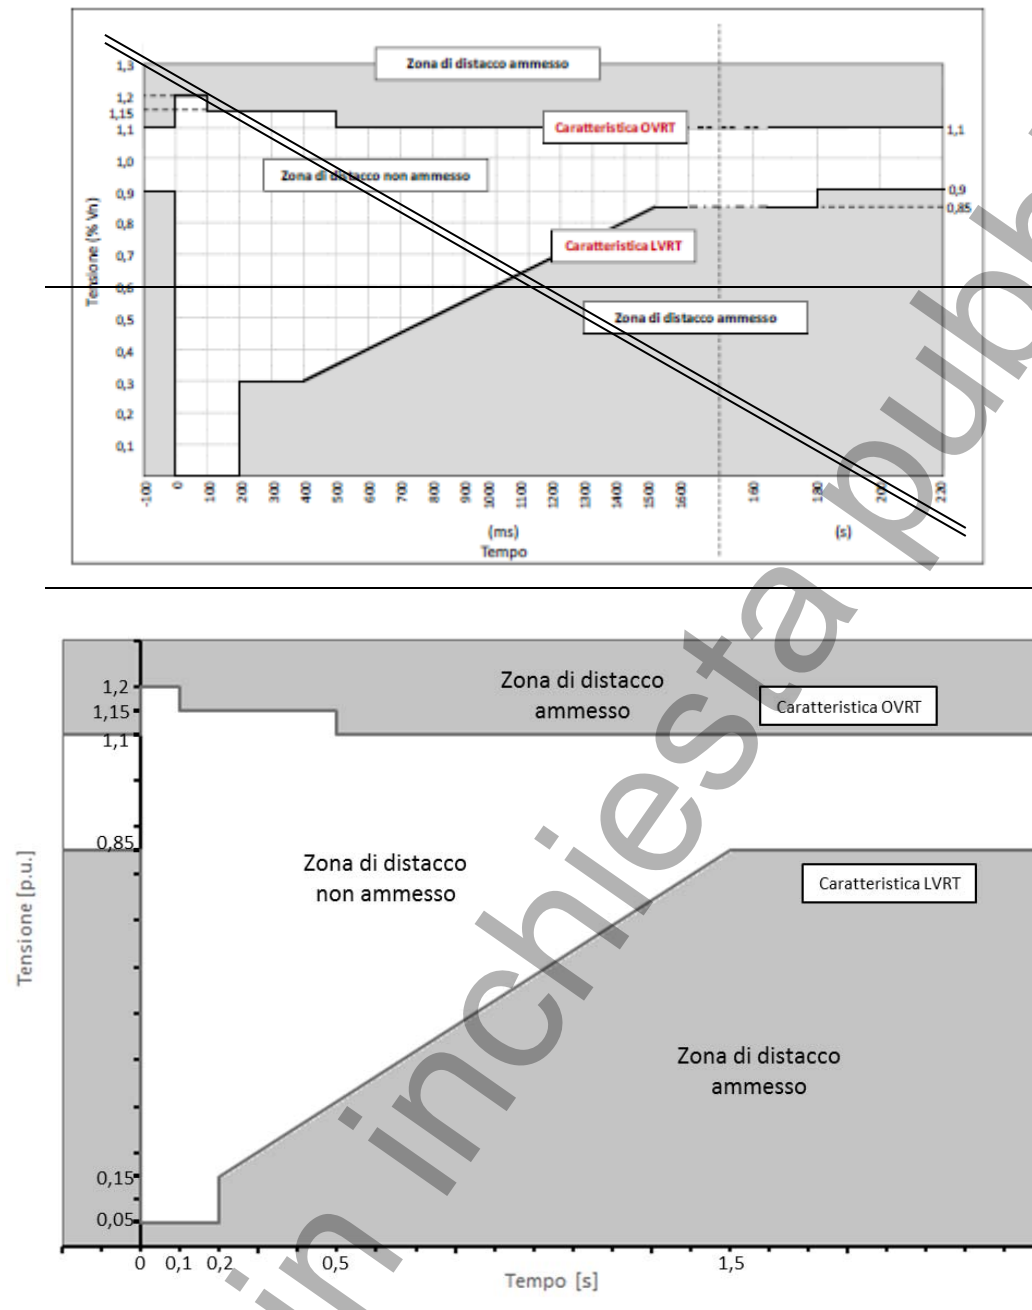 Zona di distacco ammesso
1,3
1,2
1,15
1,1
Caratteristica OVRT
1,1
1,0
Zona di distacco non ammesso
0,9
0,9
0,85
0,8
Tensione (% Vn)
0,7
Caratteristica LVRT
0,6
0,5
Zona di distacco ammesso
0,4
0,3
0,2
0,1
-100 0 100 200 300 400 500 600 700 800 900 1000 1100 1200 1300 1400 1500 1600 160 180 200 220
(ms)
(s)
Tempo
Zona di distacco
ammesso
1,2
Caratteristica OVRT
1,15
1,1
0,85
Zona di distacco
non ammesso
Caratteristica LVRT
Tensione [p.u.]
Zona di distacco
ammesso
0,15
0,05
0 0,1 0,2 0,5 1,5
Tempo [s]
in inchiesta pubb